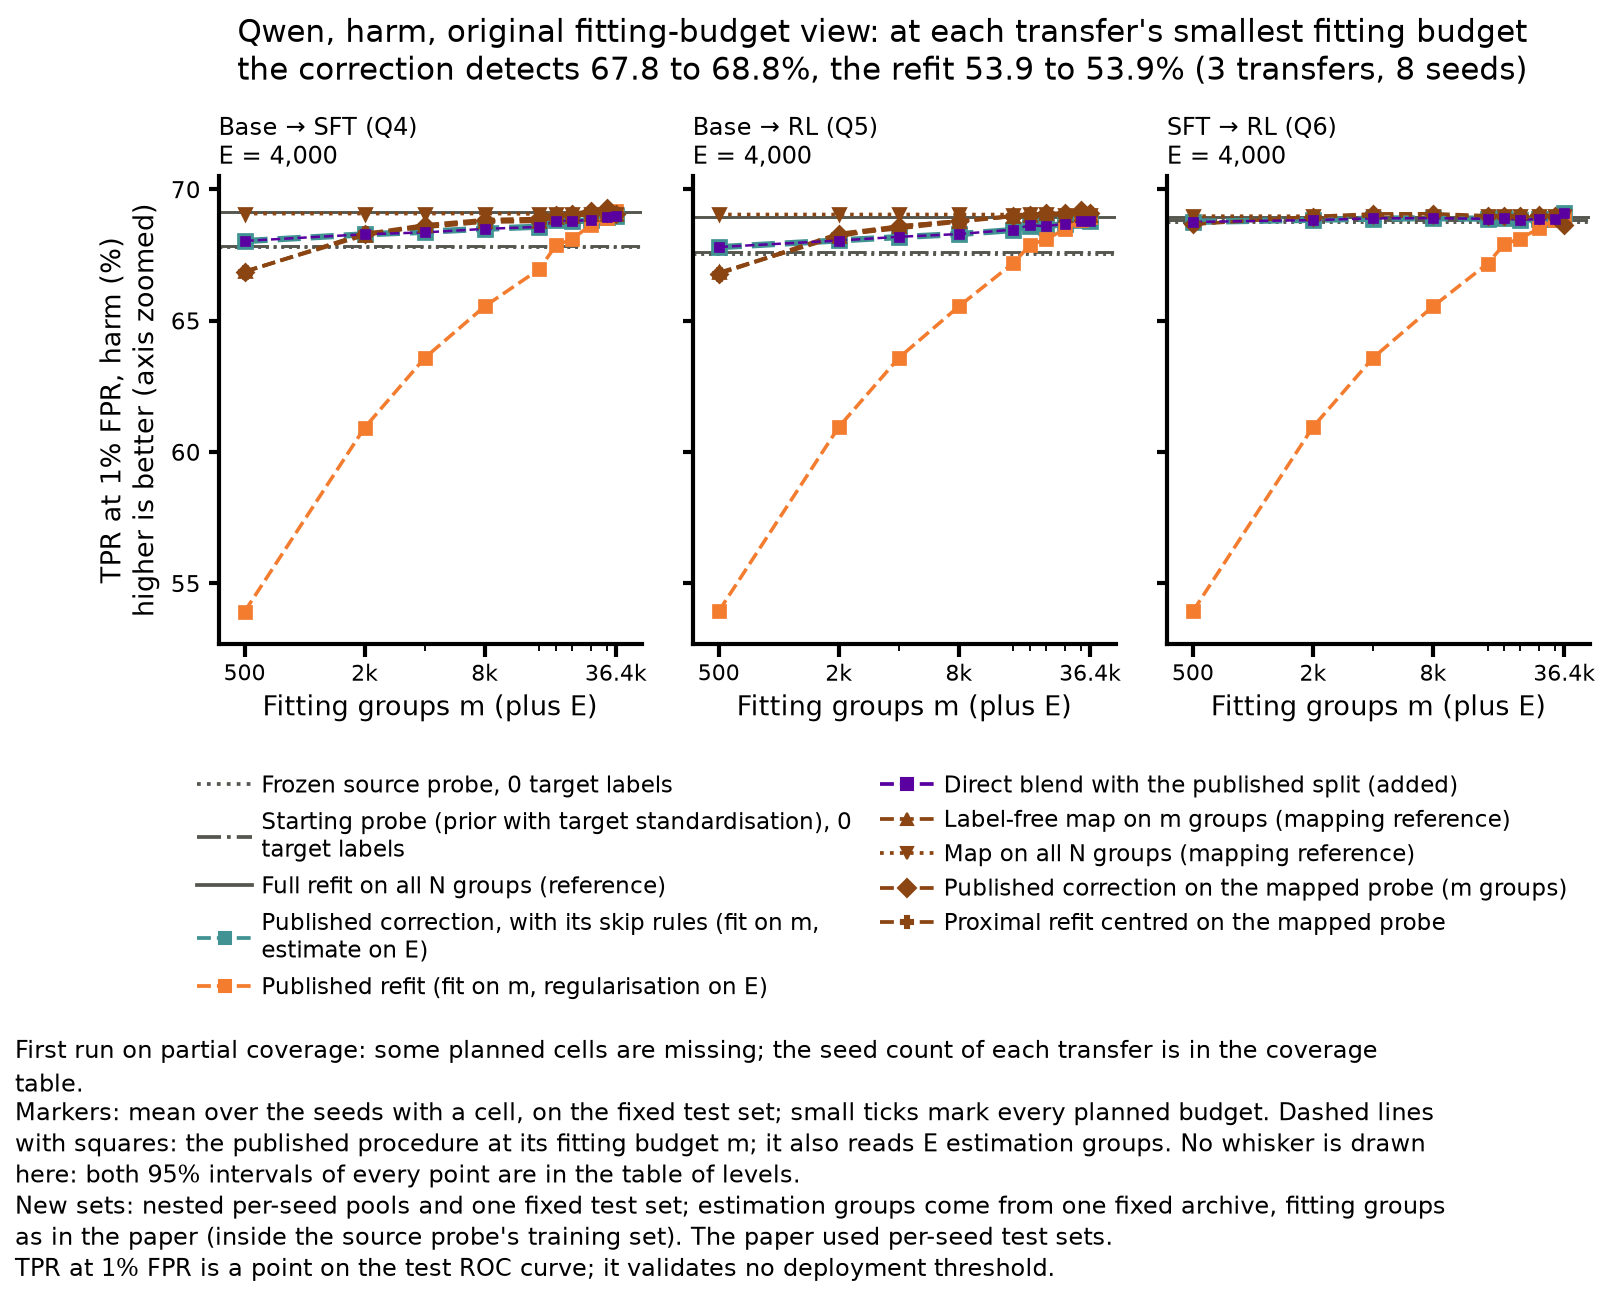 Qwen, harm, original fitting-budget view: at each transfer's smallest fitting budget
the correction detects 67.8 to 68.8%, the refit 53.9 to 53.9% (3 transfers, 8 seeds)
Base → SFT (Q4)
E = 4,000
Base → RL (Q5)
E = 4,000
SFT → RL (Q6)
E = 4,000
TPR at 1% FPR, harm (%)
higher is better (axis zoomed)
70
65
60
55
500 2k 8k 36.4k
500 2k 8k 36.4k
500 2k 8k 36.4k
Fitting groups m (plus E)
Fitting groups m (plus E)
Fitting groups m (plus E)
Frozen source probe, 0 target labels
Starting probe (prior with target standardisation), 0
target labels
Full refit on all N groups (reference)
Published correction, with its skip rules (fit on m,
estimate on E)
Published refit (fit on m, regularisation on E)
Direct blend with the published split (added)
Label-free map on m groups (mapping reference)
Map on all N groups (mapping reference)
Published correction on the mapped probe (m groups)
Proximal refit centred on the mapped probe
First run on partial coverage: some planned cells are missing; the seed count of each transfer is in the coverage
table.
Markers: mean over the seeds with a cell, on the fixed test set; small ticks mark every planned budget. Dashed lines
with squares: the published procedure at its fitting budget m; it also reads E estimation groups. No whisker is drawn
here: both 95% intervals of every point are in the table of levels.
New sets: nested per-seed pools and one fixed test set; estimation groups come from one fixed archive, fitting groups
as in the paper (inside the source probe's training set). The paper used per-seed test sets.
TPR at 1% FPR is a point on the test ROC curve; it validates no deployment threshold.